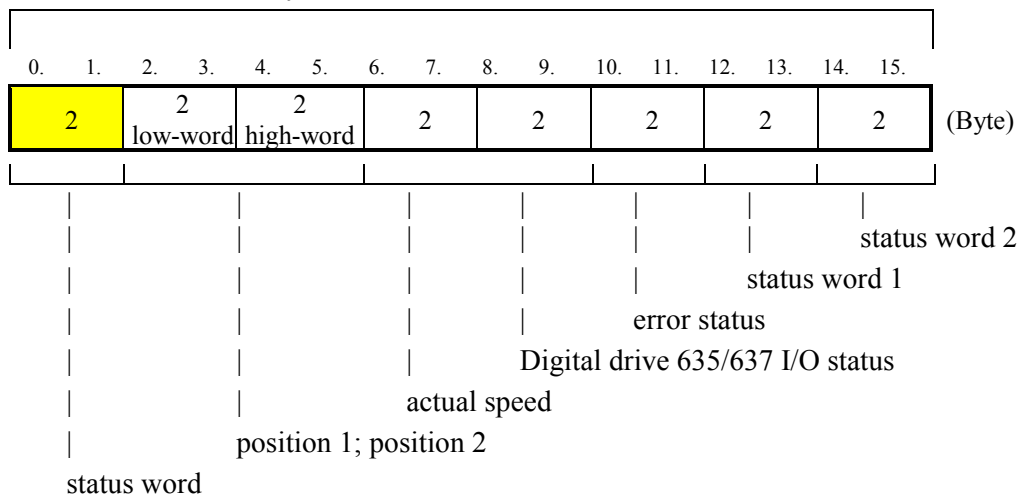 0. 1. 2. 3. 4. 5. 6. 7. 8. 9. 10. 11. 12. 13. 14. 15.
2 2 2 2 2 2 2 2 (Byte)
low-word high-word
status word 2
status word 1
error status
Digital drive 635/637 I/O status
actual speed
position 1; position 2
status word